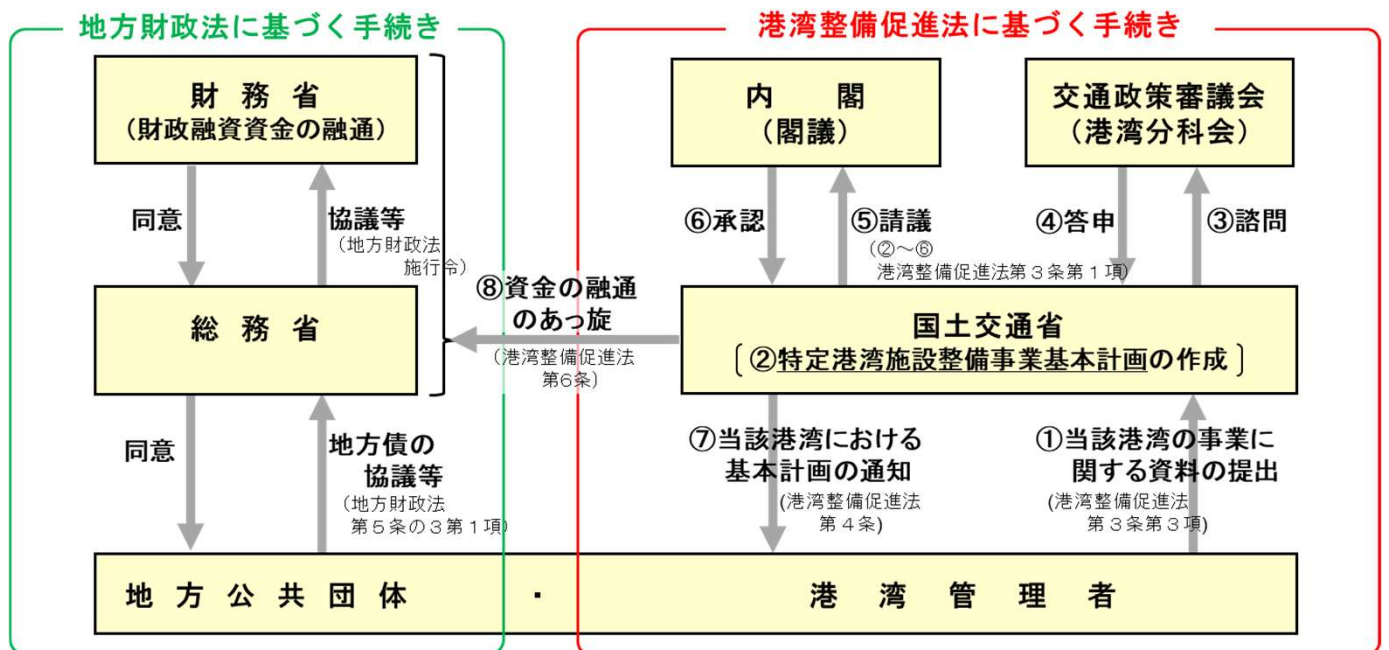 地方財政法に基づく手続き
港湾整備促進法に基づく手続き
財務省
（財政融資資金の融通）
内閣
（閣議）
交通政策審議会
（港湾分科会）
同意
協議等
（地方財政法
施行令）
⑥承認
⑤請議
（②～⑥
港湾整備促進法第３条第１項）
④答申
③諮問
⑧資金の融通
のあっ旋
（港湾整備促進法
第6条）
総務省
国土交通省
〔②特定港湾施設整備事業基本計画の作成〕
同意
地方債の
協議等
（地方財政法
第５条の３第１項）
⑦当該港湾における
基本計画の通知
（港湾整備促進法
第４条）
①当該港湾の事業に
関する資料の提出
（港湾整備促進法
第３条第３項）
地方公共団体・港湾管理者